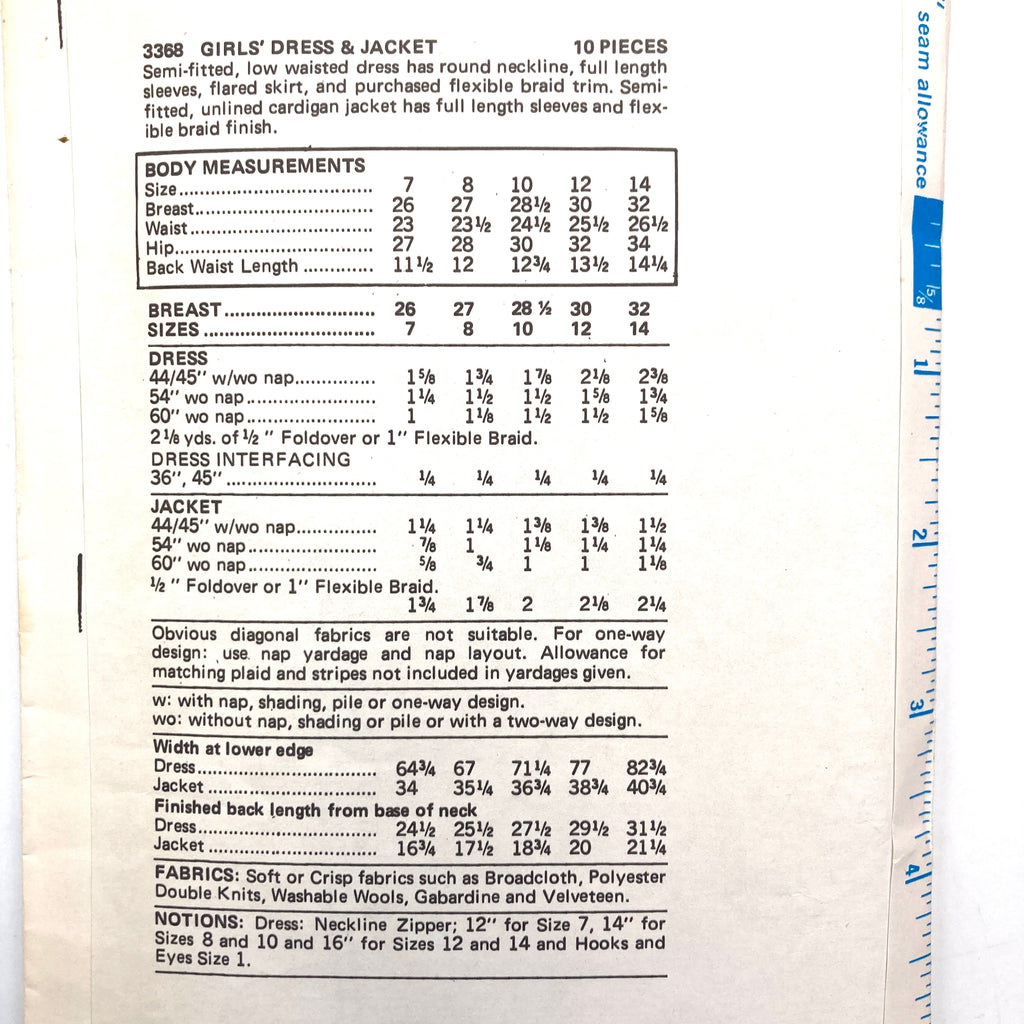 3368 GIRLS' DRESS & JACKET 10 PIECES
Semi-fitted, low waisted dress has round neckline, full length
sleeves, flared skirt, and purchased flexible braid trim. Semi-
fitted, unlined cardigan jacket has full length sleeves and flex-
ible braid finish.
BODY MEASUREMENTS
Size 7 8 10 12 14
Breast 26 27 28½ 30 32
Waist 23 23½ 24½ 25½ 26½
Hip 27 28 30 32 34
Back Waist Length 11½ 12 12¾ 13½ 14¼
BREAST 26 27 28 ½ 30 32
SIZES 7 8 10 12 14
DRESS
44/45" w/wo nap 1⅝ 1¾ 1⅞ 2⅛ 2⅜
54" wo nap 1¼ 1½ 1½ 1⅝ 1¾
60" wo nap 1 1⅛ 1½ 1½ 1⅝
2⅛ yds. of ½ " Foldover or 1" Flexible Braid.
DRESS INTERFACING
36", 45" ¼ ¼ ¼ ¼ ¼
JACKET
44/45" w/wo nap 1¼ 1¼ 1⅜ 1⅜ 1½
54" wo nap ⅞ 1 1⅛ 1¼ 1¼
60" wo nap ⅝ ¾ 1 1 1⅛
½ " Foldover or 1" Flexible Braid.
1¾ 1⅞ 2 2⅛ 2¼
Obvious diagonal fabrics are not suitable. For one-way
design: use nap yardage and nap layout. Allowance for
matching plaid and stripes not included in yardages given.
w: with nap, shading, pile or one-way design.
wo: without nap, shading or pile or with a two-way design.
Width at lower edge
Dress 64¾ 67 71¼ 77 82¾
Jacket 34 35¼ 36¾ 38¾ 40¾
Finished back length from base of neck
Dress 24½ 25½ 27½ 29½ 31½
Jacket 16¾ 17½ 18¾ 20 21¼
FABRICS: Soft or Crisp fabrics such as Broadcloth, Polyester
Double Knits, Washable Wools, Gabardine and Velveteen.
NOTIONS: Dress: Neckline Zipper; 12" for Size 7, 14" for
Sizes 8 and 10 and 16" for Sizes 12 and 14 and Hooks and
Eyes Size 1.
seam allowance
5/8
1
2
3
4